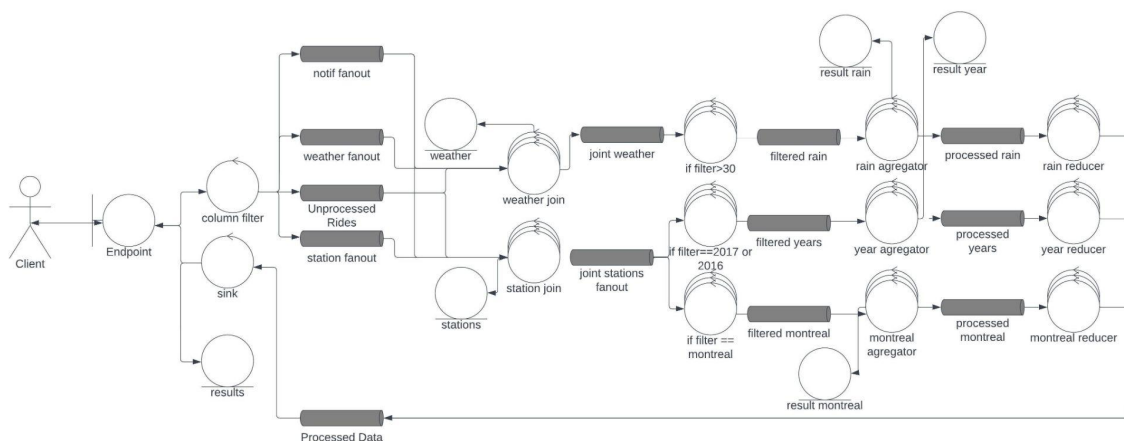 notif fanout
result rain
result year
weather fanout
weather
joint weather
if filter>30
filtered rain
rain agregator
processed rain
rain reducer
column filter
Unprocessed
Rides
weather join
Client
Endpoint
station fanout
sink
stations
station join
joint stations
fanout
if filter==2017 or
2016
filtered years
year agregator
processed
years
year reducer
results
if filter ==
montreal
filtered montreal
montreal
agregator
processed
montreal
montreal reducer
result montreal
Processed Data